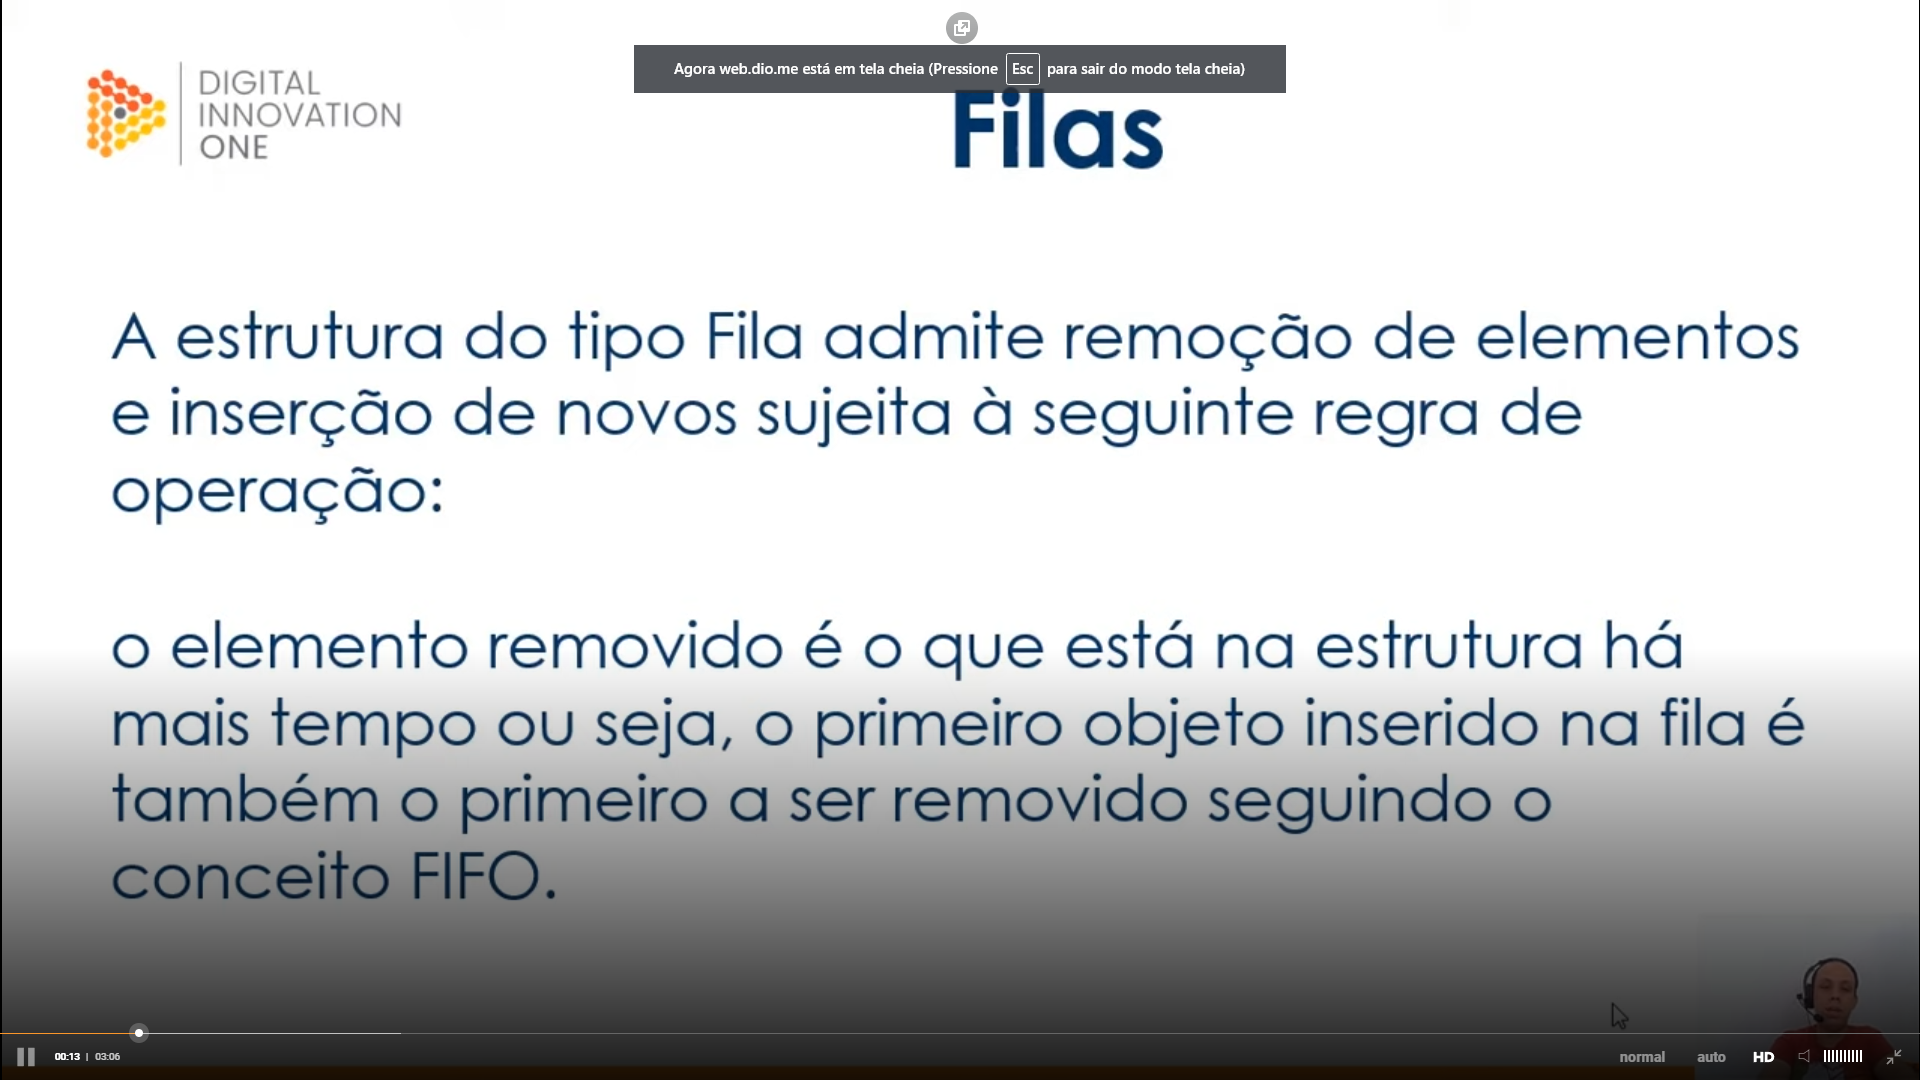 Agora web.dio.me está em tela cheia (Pressione Esc para sair do modo tela cheia)
DIGITAL
INNOVATION
ONE
Filas
A estrutura do tipo Fila admite remoção de elementos
e inserção de novos sujeita à seguinte regra de
operação:
o elemento removido é o que está na estrutura há
mais tempo ou seja, o primeiro objeto inserido na fila é
também o primeiro a ser removido seguindo o
conceito FIFO.
00:13 | 03:06
normal auto HD